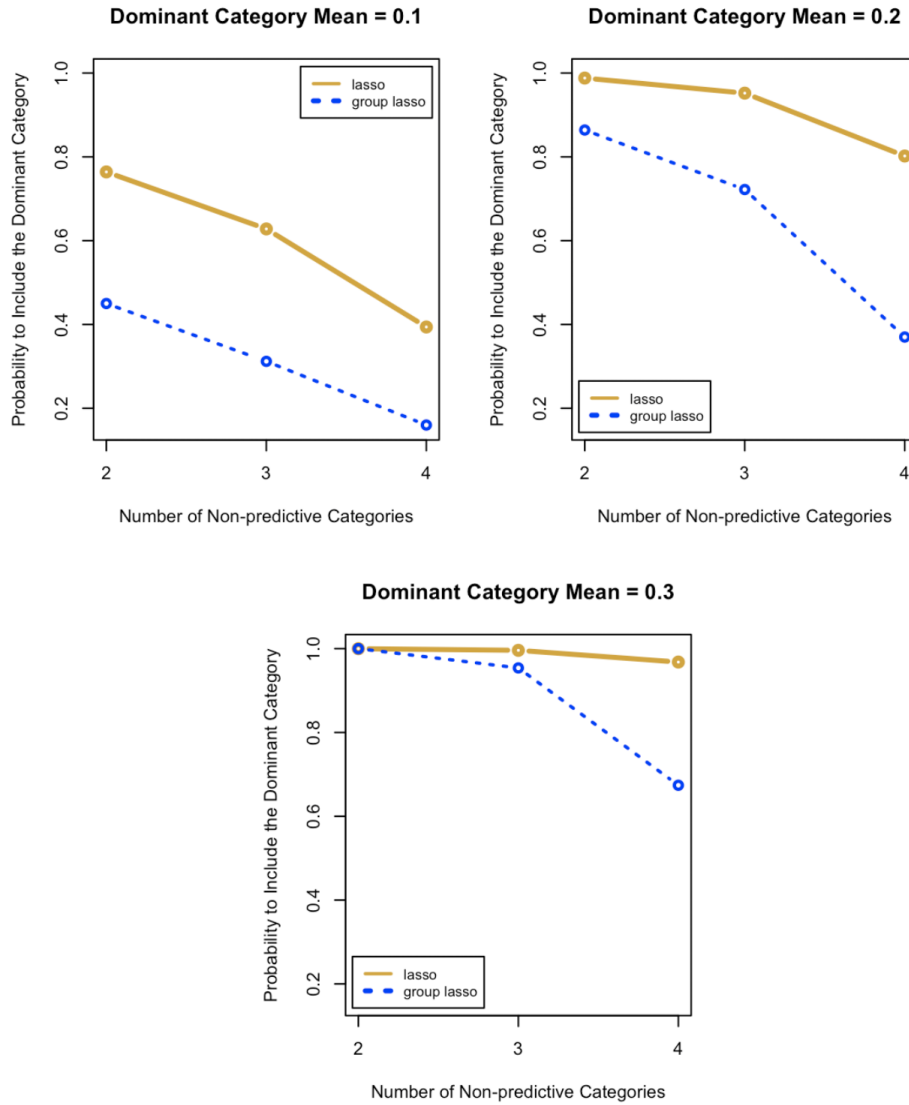 Dominant Category Mean = 0.1
Probability to Include the Dominant Category
1.0
0.8
0.6
0.4
0.2
lasso
group lasso
2 3 4
Number of Non-predictive Categories
Dominant Category Mean = 0.2
Probability to Include the Dominant Category
1.0
0.8
0.6
0.4
0.2
lasso
group lasso
2 3 4
Number of Non-predictive Categories
Dominant Category Mean = 0.3
Probability to Include the Dominant Category
1.0
0.8
0.6
0.4
0.2
lasso
group lasso
2 3 4
Number of Non-predictive Categories